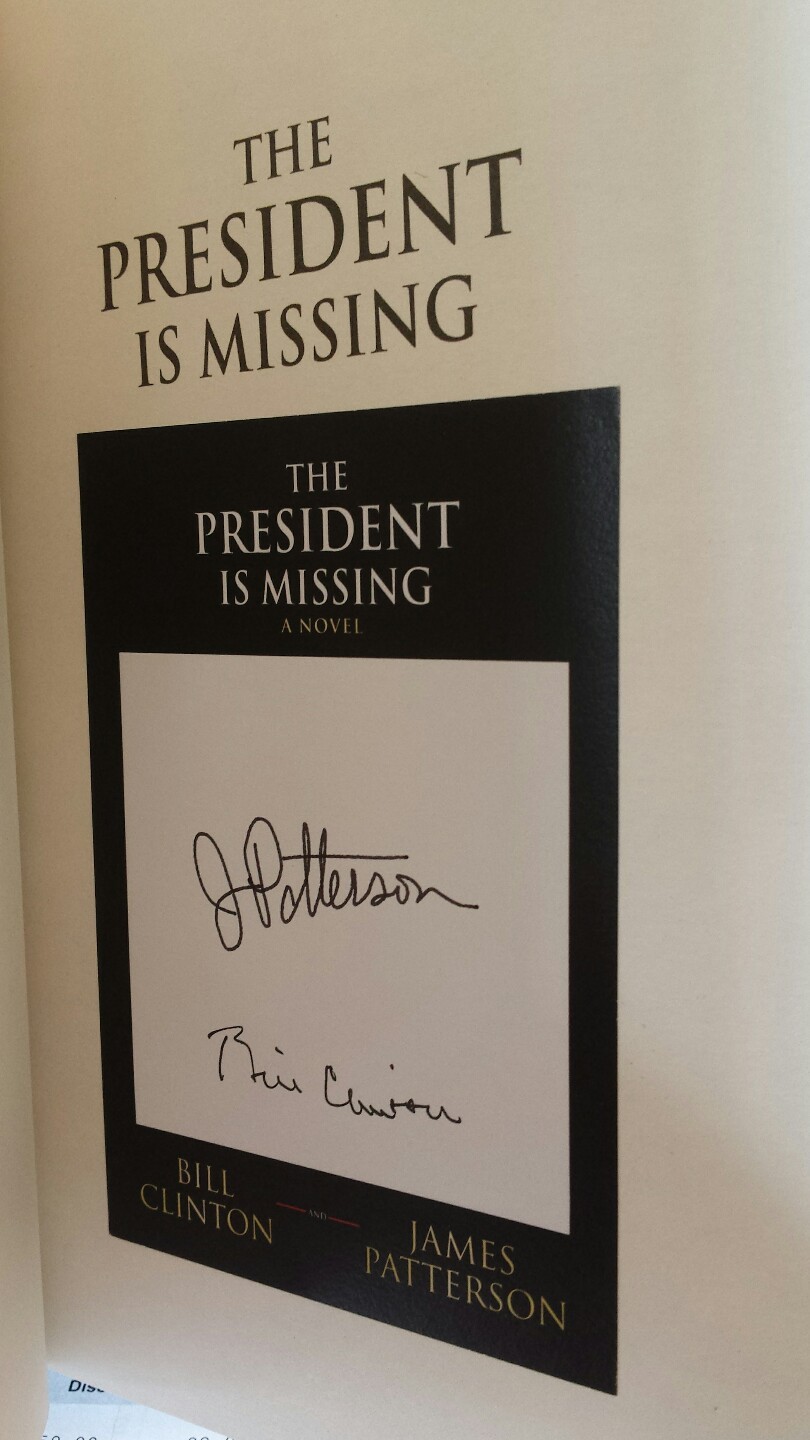 THE
PRESIDENT
IS MISSING
THE
PRESIDENT
IS MISSING
A NOVEL
J Patterson
Bill Clinton
BILL
CLINTON
AND
JAMES
PATTERSON